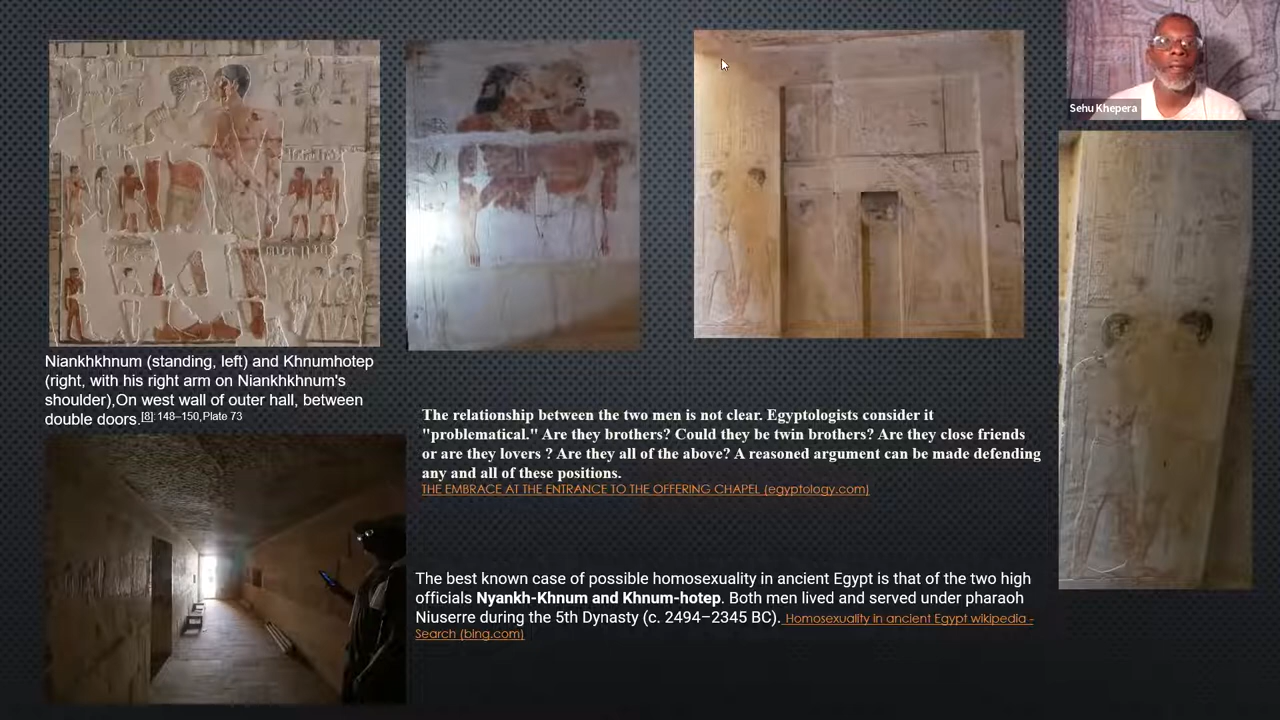 Sehu Khepera
Niankhkhnum (standing, left) and Khnumhotep
(right, with his right arm on Niankhkhnum's
shoulder),On west wall of outer hall, between
double doors.[8]: 148–150,Plate 73
The relationship between the two men is not clear. Egyptologists consider it
"problematical." Are they brothers? Could they be twin brothers? Are they close friends
or are they lovers ? Are they all of the above? A reasoned argument can be made defending
any and all of these positions.
THE EMBRACE AT THE ENTRANCE TO THE OFFERING CHAPEL (egyptology.com)
The best known case of possible homosexuality in ancient Egypt is that of the two high
officials Nyankh-Khnum and Khnum-hotep. Both men lived and served under pharaoh
Niuserre during the 5th Dynasty (c. 2494–2345 BC). Homosexuality in ancient Egypt wikipedia -
Search (bing.com)